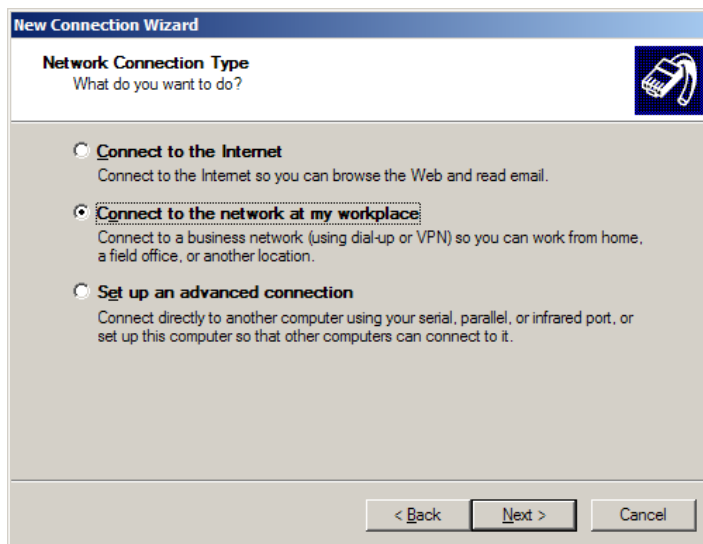 New Connection Wizard
Network Connection Type
What do you want to do?
Connect to the Internet
Connect to the Internet so you can browse the Web and read email.
Connect to the network at my workplace
Connect to a business network (using dial-up or VPN) so you can work from home,
a field office, or another location.
Set up an advanced connection
Connect directly to another computer using your serial, parallel, or infrared port, or
set up this computer so that other computers can connect to it.
< Back Next > Cancel